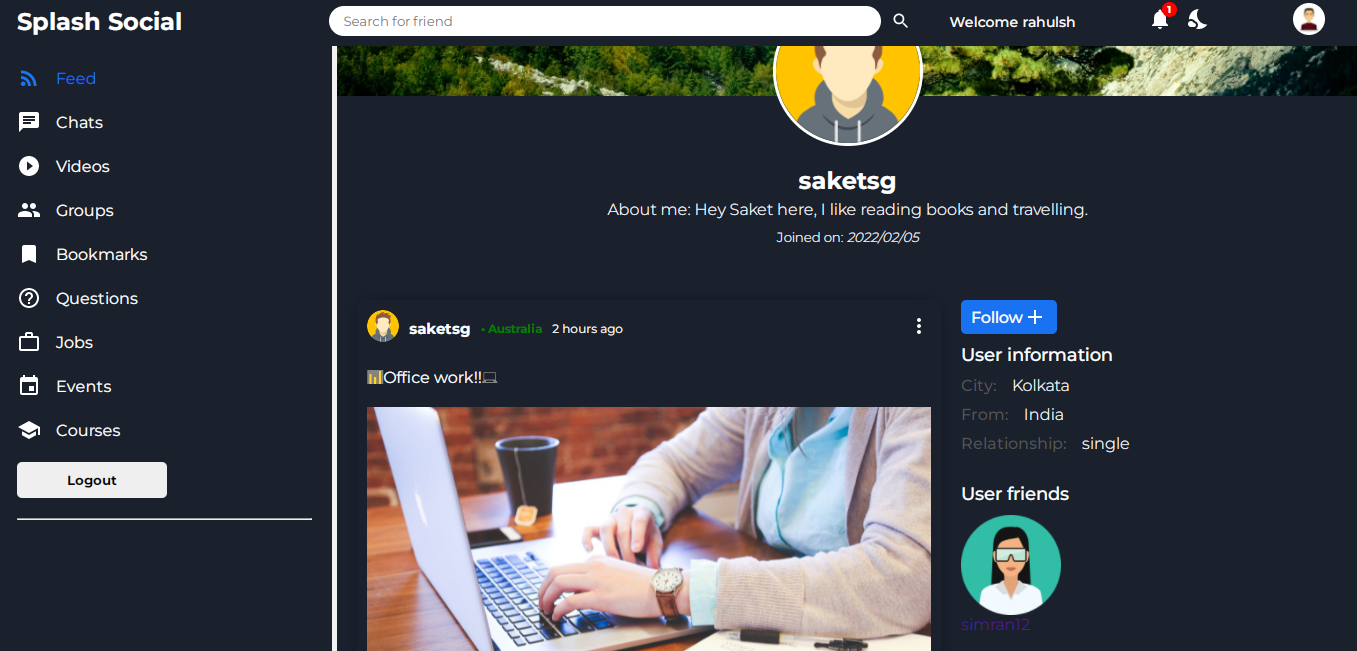 Splash Social
Search for friend
Welcome rahulsh
1
Feed
Chats
Videos
Groups
Bookmarks
Questions
Jobs
Events
Courses
Logout
saketsg
About me: Hey Saket here, I like reading books and travelling.
Joined on: 2022/02/05
saketsg • Australia 2 hours ago
📊Office work!!💻
Follow +
User information
City: Kolkata
From: India
Relationship: single
User friends
simran12